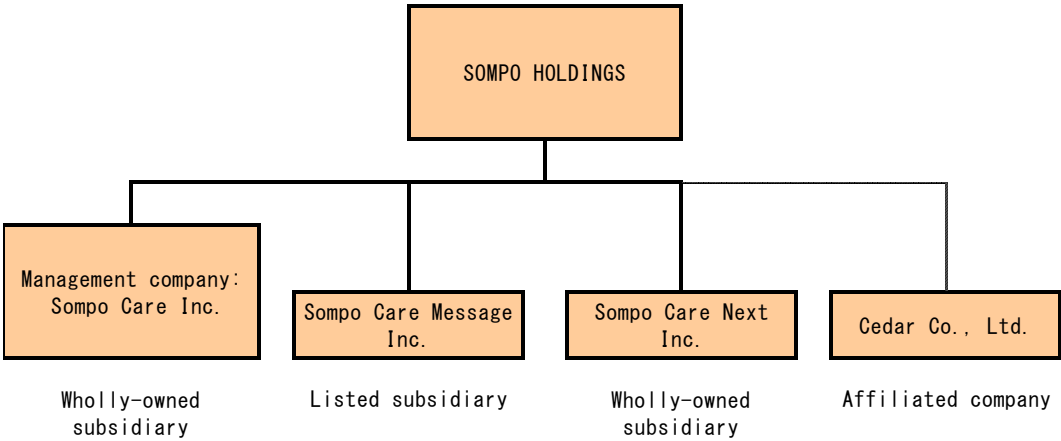 SOMPO HOLDINGS
Management company:
Sompo Care Inc.
Sompo Care Message
Inc.
Sompo Care Next
Inc.
Cedar Co., Ltd.
Wholly-owned
subsidiary
Listed subsidiary
Wholly-owned
subsidiary
Affiliated company